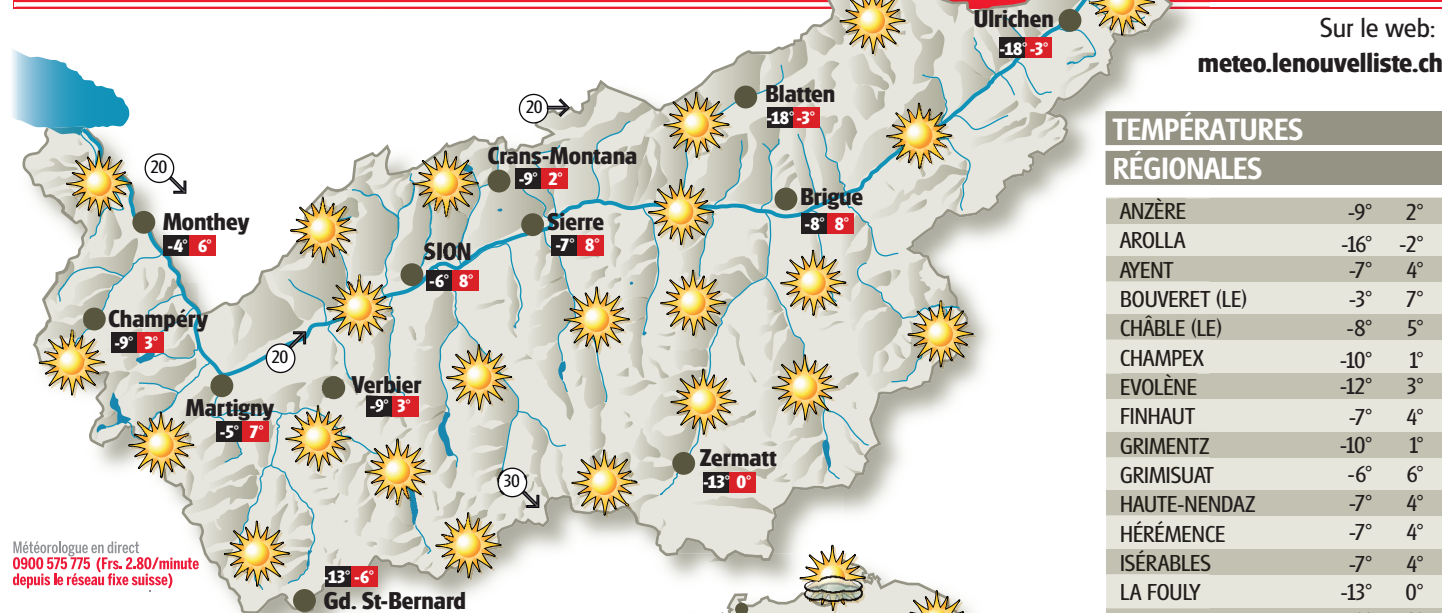 Ulrichen
-18° -3°
Sur le web:
meteo.lenouvelliste.ch
Blatten
-18° -3°
20
Crans-Montana
-9° 2°
20
Monthey
-4° 6°
Sierre
-7° 8°
Brigue
-8° 8°
SION
-6° 8°
Champéry
-9° 3°
20
Verbier
-9° 3°
Martigny
-5° 7°
Zermatt
-13° 0°
30
Météorologue en direct
0900 575 775 (Frs. 2.80/minute
depuis le réseau fixe suisse)
-13° -6°
Gd. St-Bernard
TEMPÉRATURES
RÉGIONALES
ANZÈRE -9° 2°
AROLLA -16° -2°
AYENT -7° 4°
BOUVERET (LE) -3° 7°
CHÂBLE (LE) -8° 5°
CHAMPEX -10° 1°
EVOLÈNE -12° 3°
FINHAUT -7° 4°
GRIMENTZ -10° 1°
GRIMISUAT -6° 6°
HAUTE-NENDAZ -7° 4°
HÉRÉMENCE -7° 4°
ISÉRABLES -7° 4°
LA FOULY -13° 0°